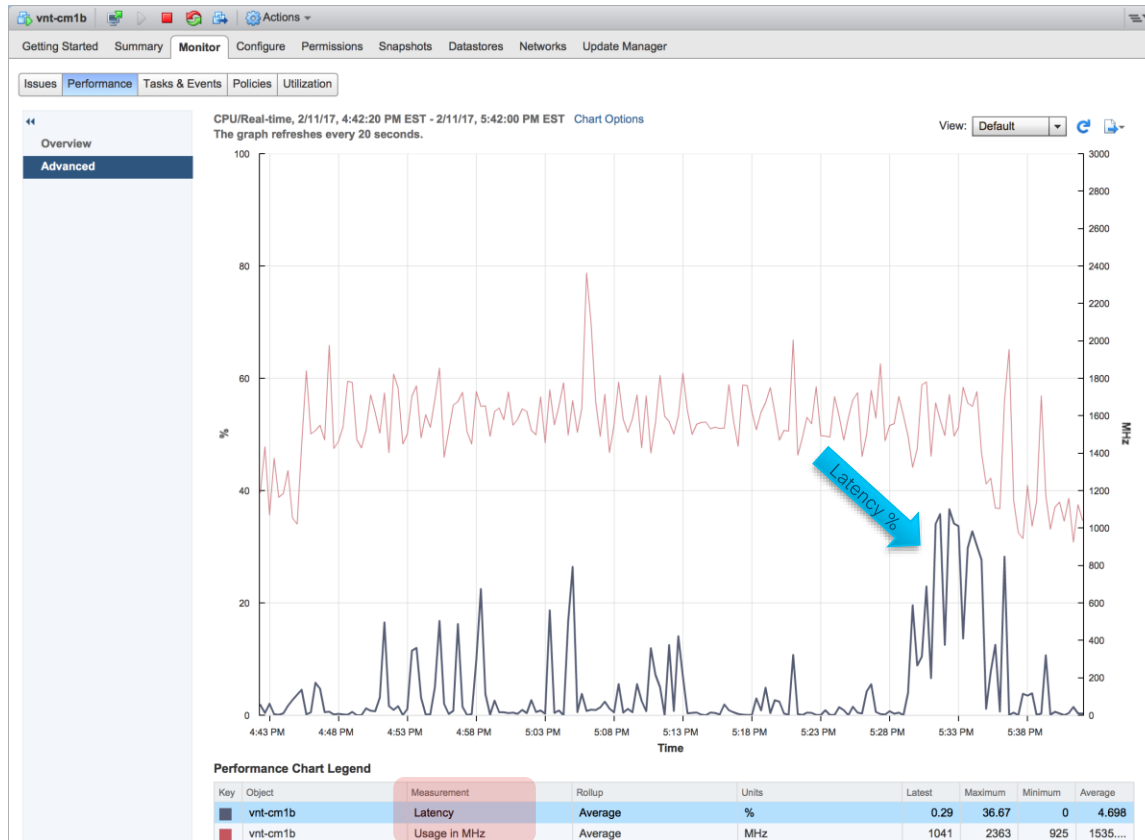 vnt-cm1b Actions
Getting Started Summary Monitor Configure Permissions Snapshots Datastores Networks Update Manager
Issues Performance Tasks & Events Policies Utilization
Overview
Advanced
CPU/Real-time, 2/11/17, 4:42:20 PM EST - 2/11/17, 5:42:00 PM EST Chart Options
The graph refreshes every 20 seconds.
View: Default
100
80
60
40
20
0
%
3000
2800
2600
2400
2200
2000
1800
1600
1400
1200
1000
800
600
400
200
0
MHz
Latency %
4:43 PM 4:48 PM 4:53 PM 4:58 PM 5:03 PM 5:08 PM 5:13 PM 5:18 PM 5:23 PM 5:28 PM 5:33 PM 5:38 PM
Time
Performance Chart Legend
Key Object Measurement Rollup Units Latest Maximum Minimum Average
vnt-cm1b Latency Average % 0.29 36.67 0 4.698
vnt-cm1b Usage in MHz Average MHz 1041 2363 925 1535....